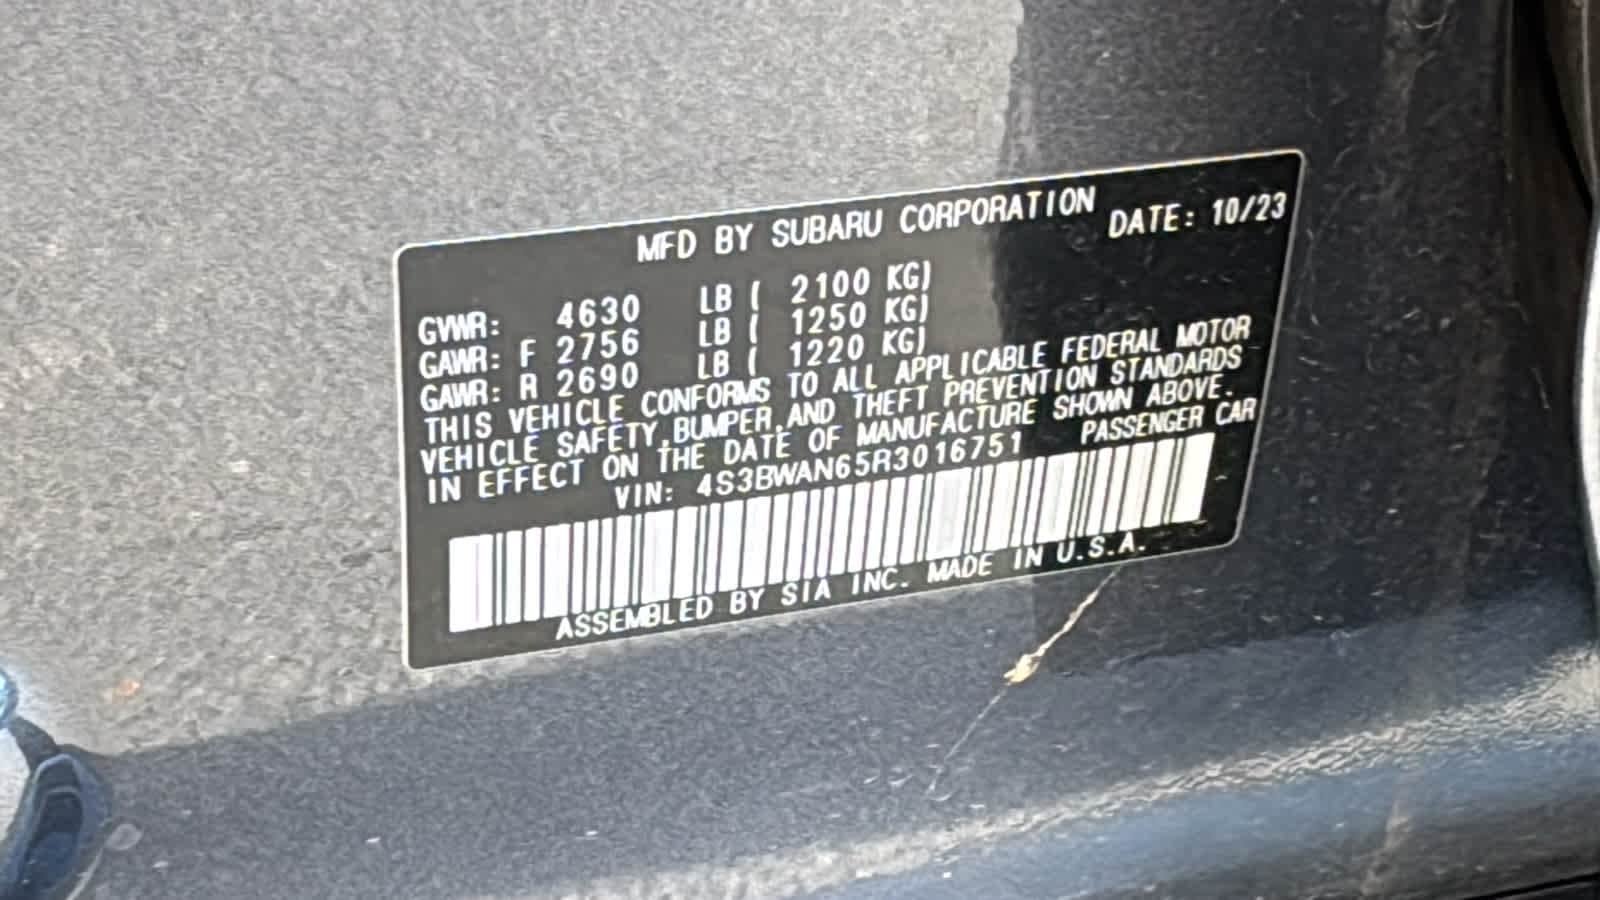 MFD BY SUBARU CORPORATION DATE: 10/23
GVWR: 4630 LB ( 2100 KG)
GAWR: F 2756 LB ( 1250 KG)
GAWR: R 2690 LB ( 1220 KG)
THIS VEHICLE CONFORMS TO ALL APPLICABLE FEDERAL MOTOR
VEHICLE SAFETY,BUMPER,AND THEFT PREVENTION STANDARDS
IN EFFECT ON THE DATE OF MANUFACTURE SHOWN ABOVE.
VIN: 4S3BWAN65R3016751 PASSENGER CAR
ASSEMBLED BY SIA INC. MADE IN U.S.A.